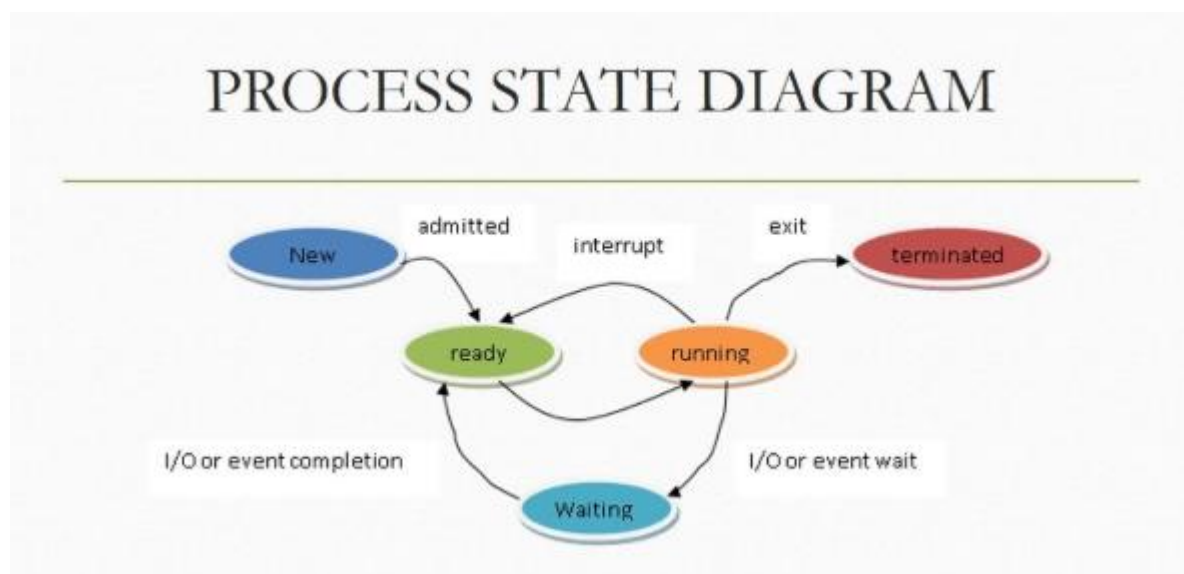 PROCESS STATE DIAGRAM
admitted
exit
interrupt
New
terminated
ready
running
I/O or event completion
I/O or event wait
Waiting